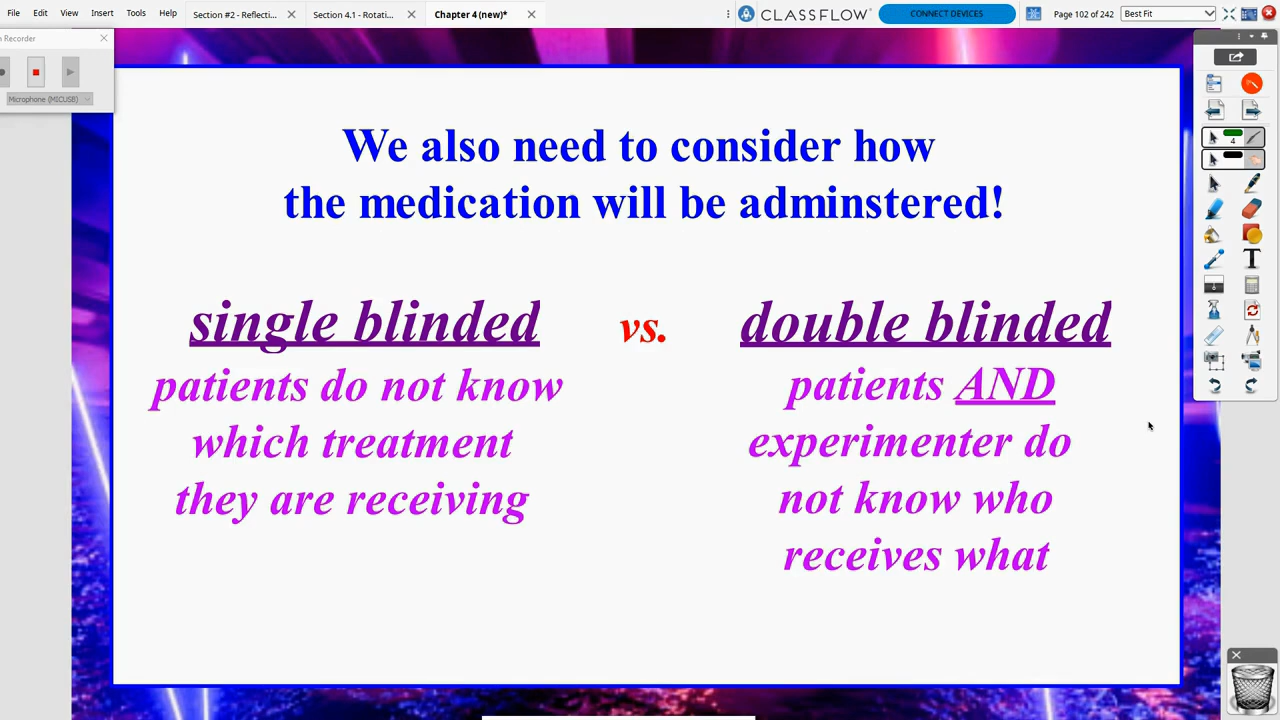 File Edit View Insert Tools Help
Section #2 - Reflecti...
Section 4.1 - Rotati...
Chapter 4 (new)*
CLASSFLOW
CONNECT DEVICES
Page 102 of 242
Best Fit
Recorder
Microphone (MICUSB)
4
We also need to consider how
the medication will be adminstered!
single blinded vs. double blinded
patients do not know
which treatment
they are receiving
patients AND
experimenter do
not know who
receives what